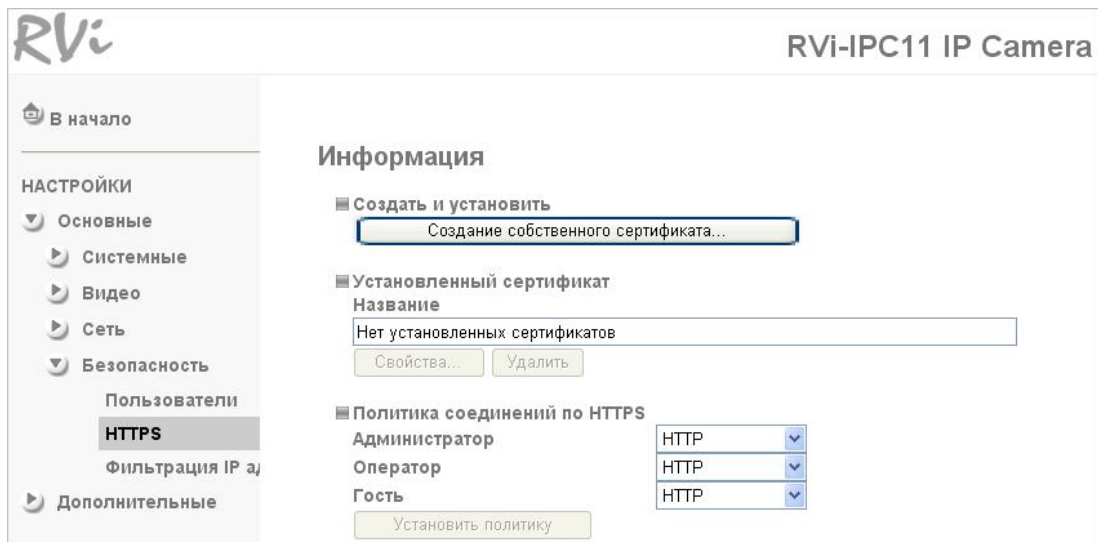 RVi
RVi-IPC11 IP Camera
В начало
НАСТРОЙКИ
Основные
Системные
Видео
Сеть
Безопасность
Пользователи
HTTPS
Фильтрация IP
Дополнительные
Информация
Создать и установить
Создание собственного сертификата...
Установленный сертификат
Название
Нет установленных сертификатов
Свойства... Удалить
Политика соединений по HTTPS
Администратор HTTP
Оператор HTTP
Гость HTTP
Установить политику